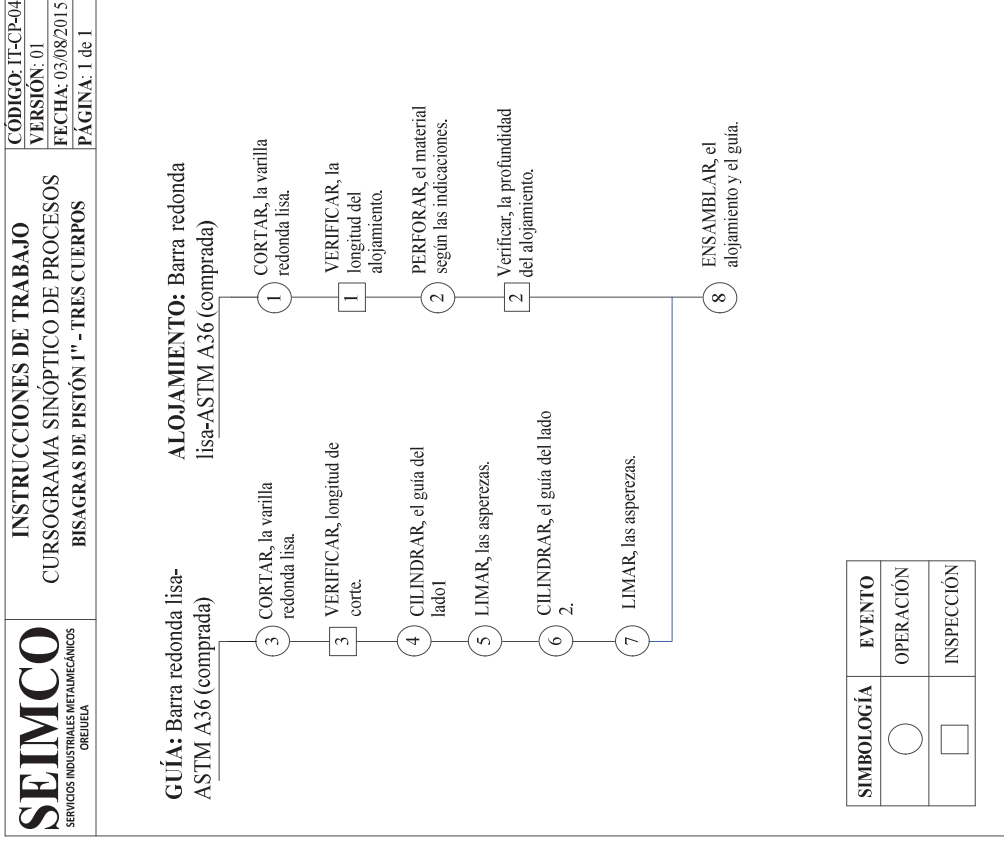 SEIMCO
SERVICIOS INDUSTRIALES METALMECÁNICOS
OREJUELA
INSTRUCCIONES DE TRABAJO
CURSOGRAMA SINÓPTICO DE PROCESOS
BISAGRAS DE PISTÓN 1" - TRES CUERPOS
CÓDIGO: IT-CP-04
VERSIÓN: 01
FECHA: 03/08/2015
PÁGINA: 1 de 1
GUÍA: Barra redonda lisa-
ASTM A36 (comprada)
3
CORTAR, la varilla
redonda lisa.
3
VERIFICAR, longitud de
corte.
4
CILINDRAR, el guía del
lado1
5
LIMAR, las asperezas.
6
CILINDRAR, el guía del lado
2.
7
LIMAR, las asperezas.
ALOJAMIENTO: Barra redonda
lisa-ASTM A36 (comprada)
1
CORTAR, la varilla
redonda lisa.
1
VERIFICAR, la
longitud del
alojamiento.
2
PERFORAR, el material
según las indicaciones.
2
Verificar, la profundidad
del alojamiento.
8
ENSAMBLAR, el
alojamiento y el guía.
SIMBOLOGÍA EVENTO
OPERACIÓN
INSPECCIÓN